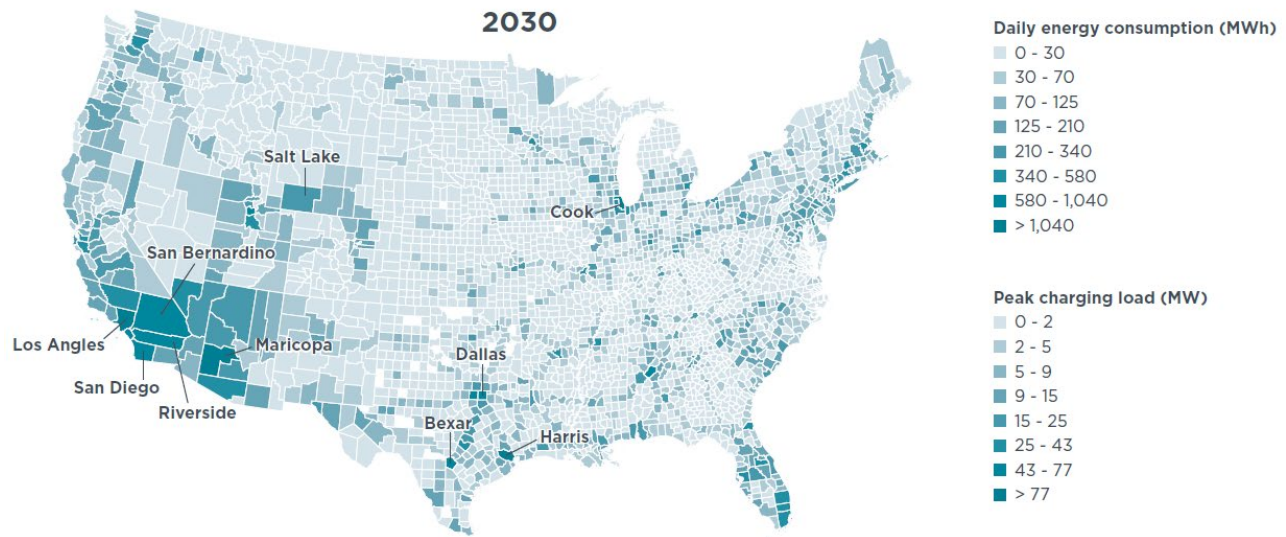 2030
Salt Lake
San Bernardino
Los Angles
San Diego
Riverside
Maricopa
Cook
Dallas
Bexar
Harris
Daily energy consumption (MWh)
0 - 30
30 - 70
70 - 125
125 - 210
210 - 340
340 - 580
580 - 1,040
> 1,040
Peak charging load (MW)
0 - 2
2 - 5
5 - 9
9 - 15
15 - 25
25 - 43
43 - 77
> 77